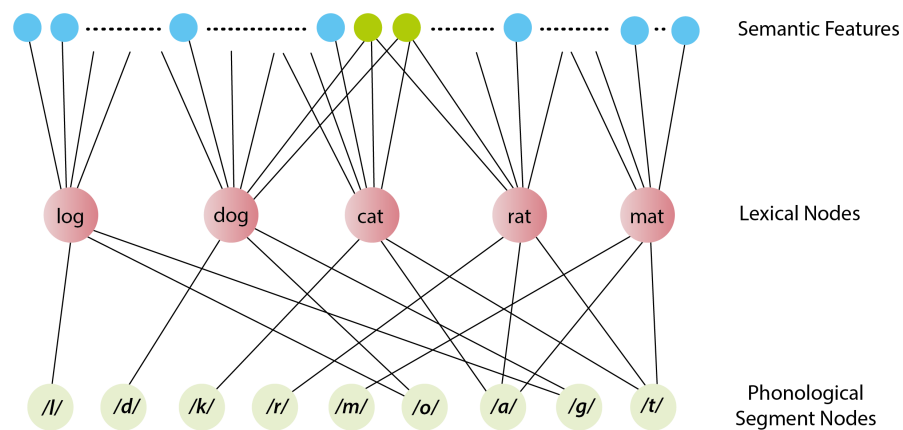 Semantic Features
log dog cat rat mat
Lexical Nodes
/l/ /d/ /k/ /r/ /m/ /o/ /a/ /g/ /t/
Phonological
Segment Nodes